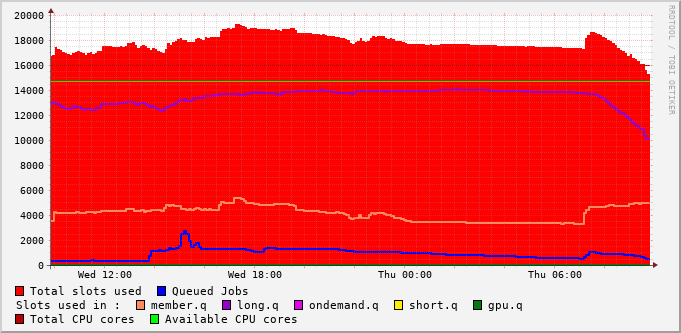 20000
18000
16000
14000
12000
10000
8000
6000
4000
2000
0
Wed 12:00 Wed 18:00 Thu 00:00 Thu 06:00
RRDTOOL / TOBI OETIKER
Total slots used Queued Jobs
Slots used in : member.q long.q ondemand.q short.q gpu.q
Total CPU cores Available CPU cores